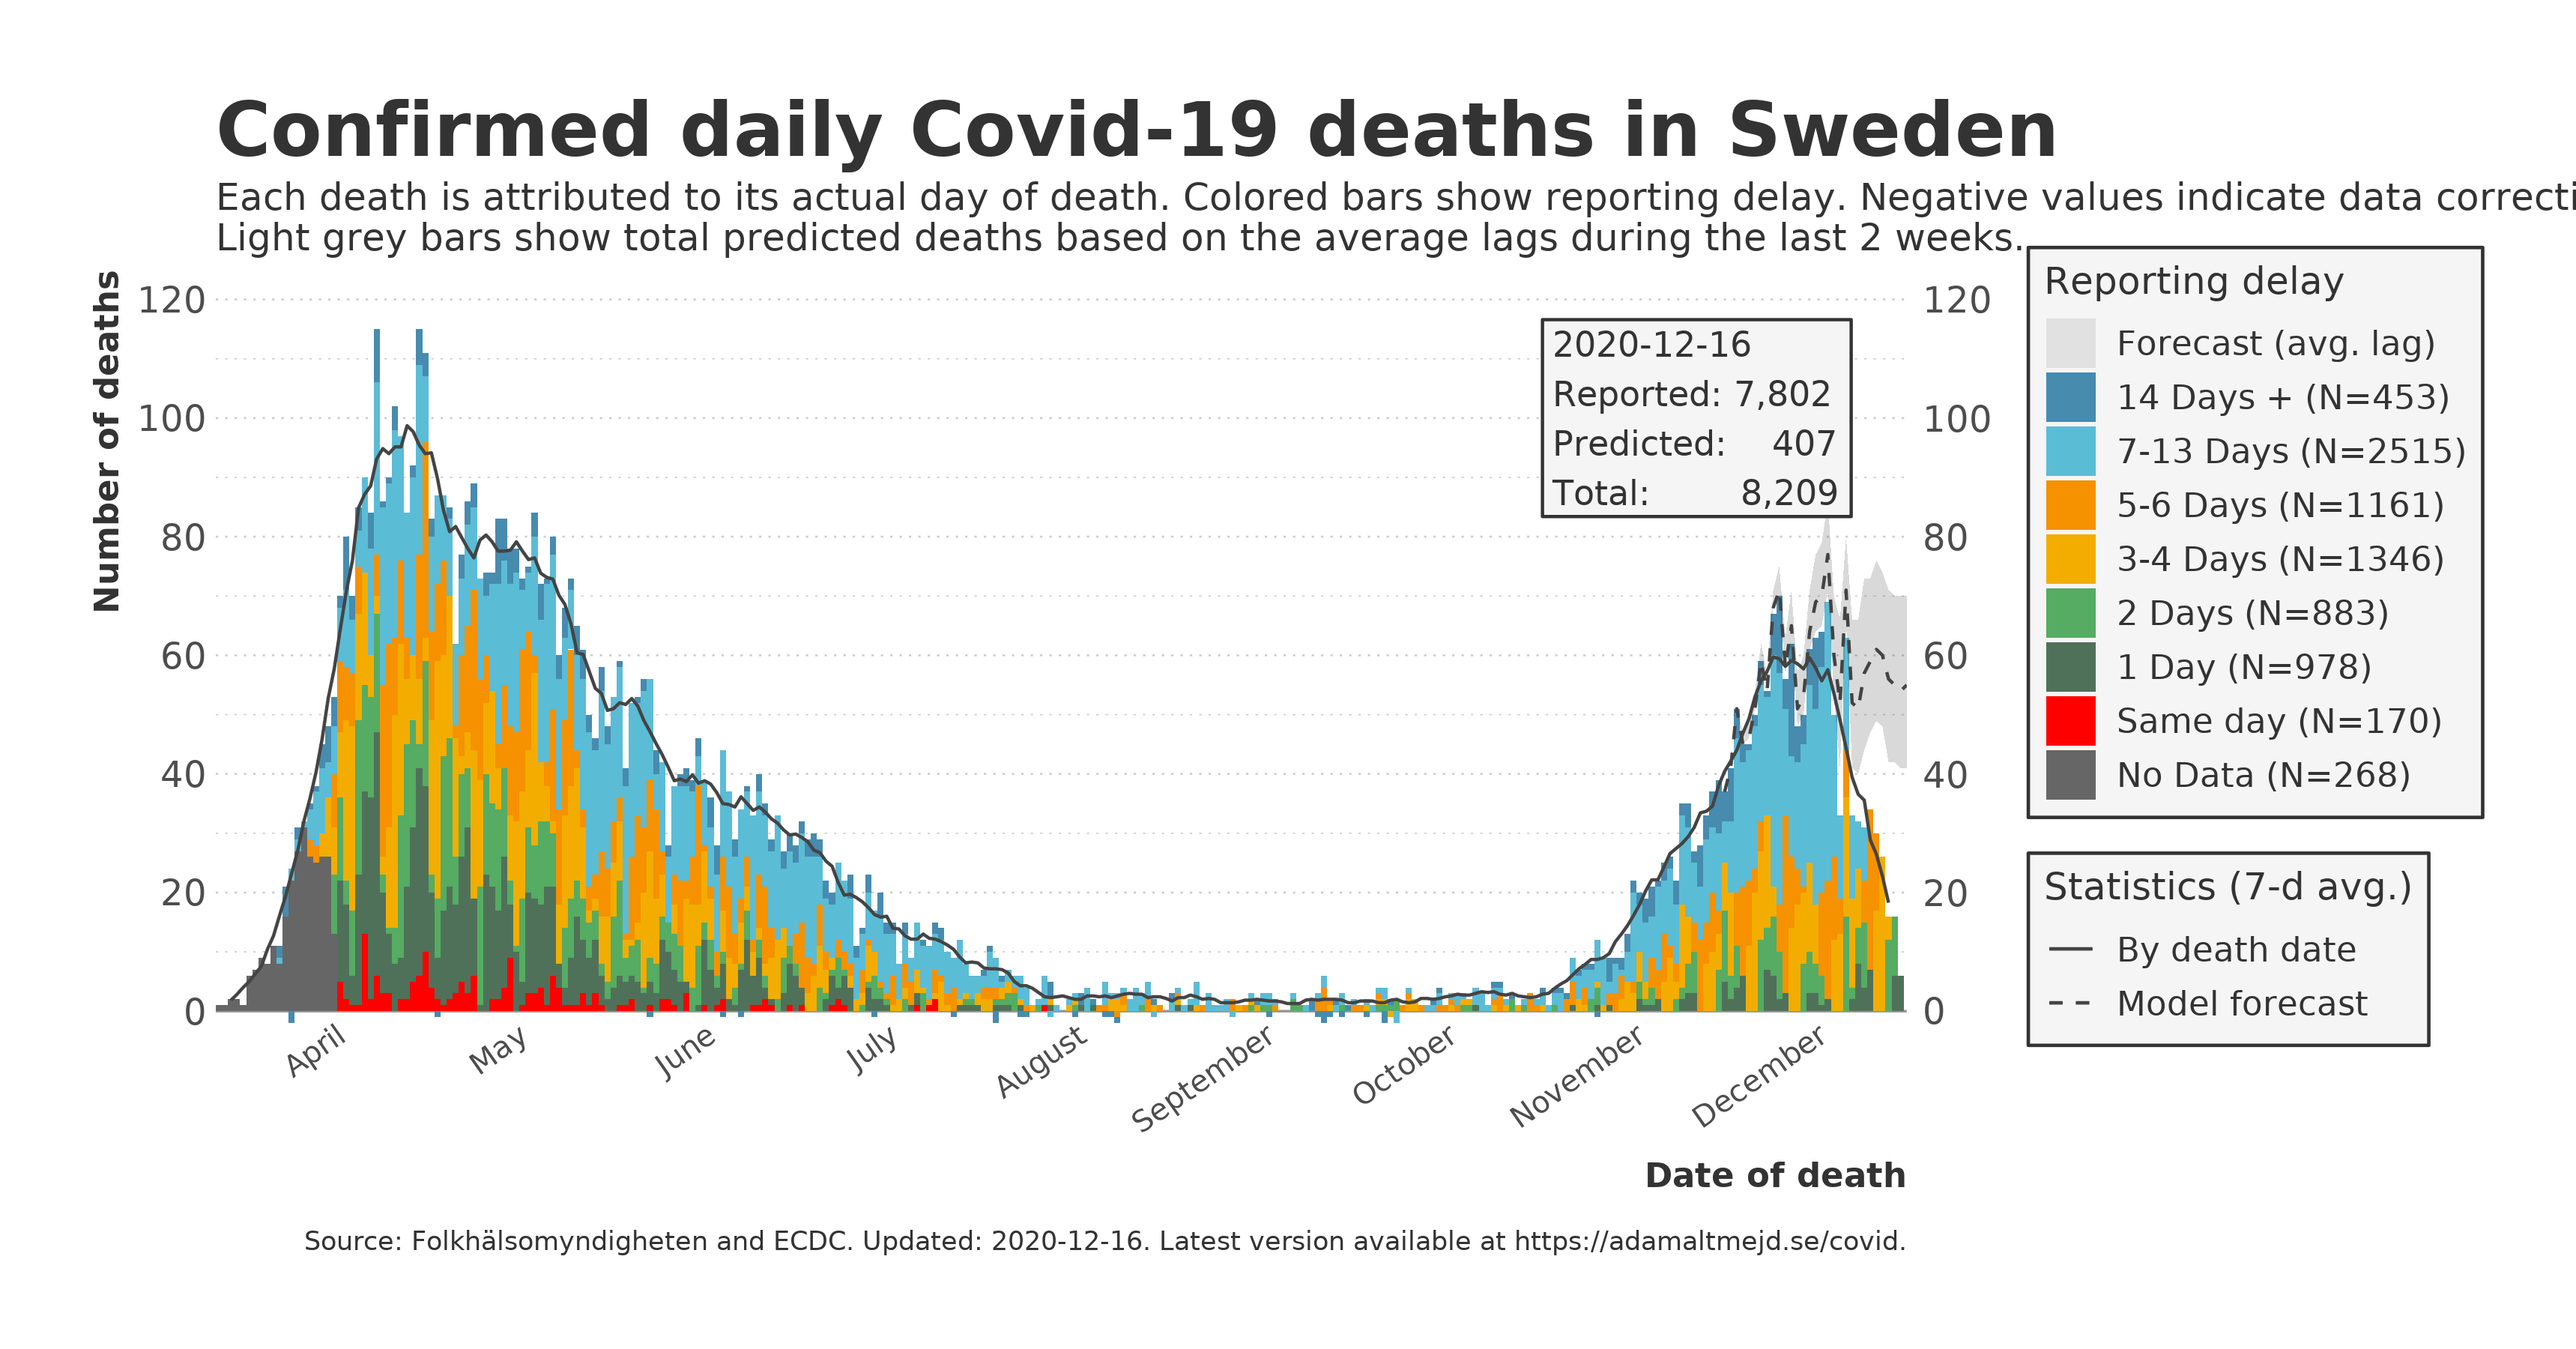 Confirmed daily Covid-19 deaths in Sweden
Each death is attributed to its actual day of death. Colored bars show reporting delay. Negative values indicate data correcti
Light grey bars show total predicted deaths based on the average lags during the last 2 weeks.
Number of deaths
120
100
80
60
40
20
0
2020-12-16
Reported: 7,802
Predicted: 407
Total: 8,209
120
100
80
60
40
20
0
April
May
June
July
August
September
October
November
December
Date of death
Reporting delay
Forecast (avg. lag)
14 Days + (N=453)
7-13 Days (N=2515)
5-6 Days (N=1161)
3-4 Days (N=1346)
2 Days (N=883)
1 Day (N=978)
Same day (N=170)
No Data (N=268)
Statistics (7-d avg.)
By death date
Model forecast
Source: Folkhälsomyndigheten and ECDC. Updated: 2020-12-16. Latest version available at https://adamaltmejd.se/covid.